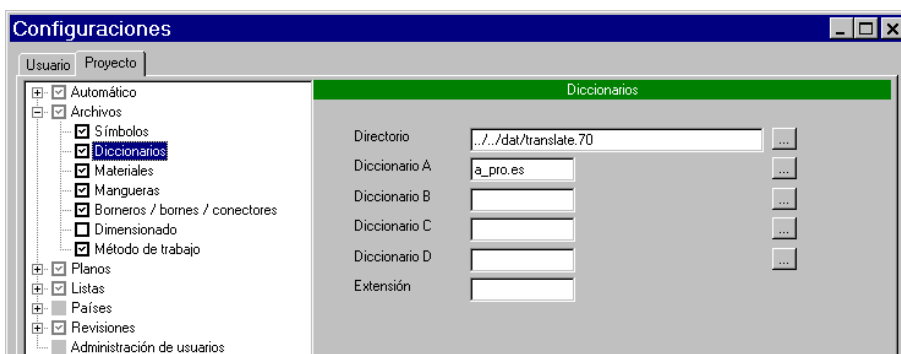 Configuraciones
Usuario
Proyecto
Automático
Archivos
Símbolos
Diccionarios
Materiales
Mangueras
Borneros / bornes / conectores
Dimensionado
Método de trabajo
Planos
Listas
Países
Revisiones
Administración de usuarios
Diccionarios
Directorio ../../dat/translate.70 ...
Diccionario A a_pro.es ...
Diccionario B ...
Diccionario C ...
Diccionario D ...
Extensión